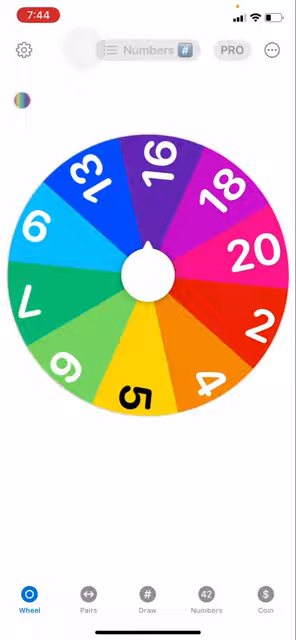 7:44
Numbers #
PRO
16
18
20
2
4
5
6
7
9
13
Wheel
Pairs
# Draw
42 Numbers
$ Coin